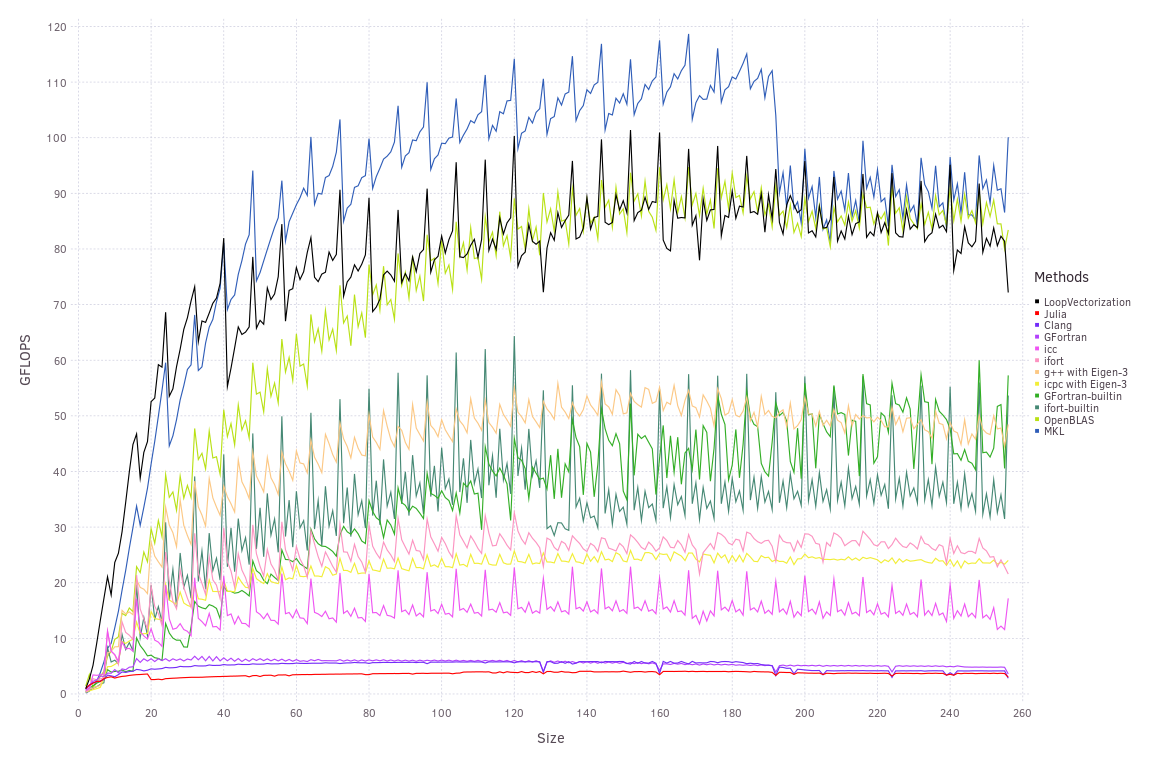 120
110
100
90
80
70
60
50
40
30
20
10
0
GFLOPS
0 20 40 60 80 100 120 140 160 180 200 220 240 260
Size
Methods
LoopVectorization
Julia
Clang
GFortran
icc
ifort
g++ with Eigen-3
icpc with Eigen-3
GFortran-builtin
ifort-builtin
OpenBLAS
MKL